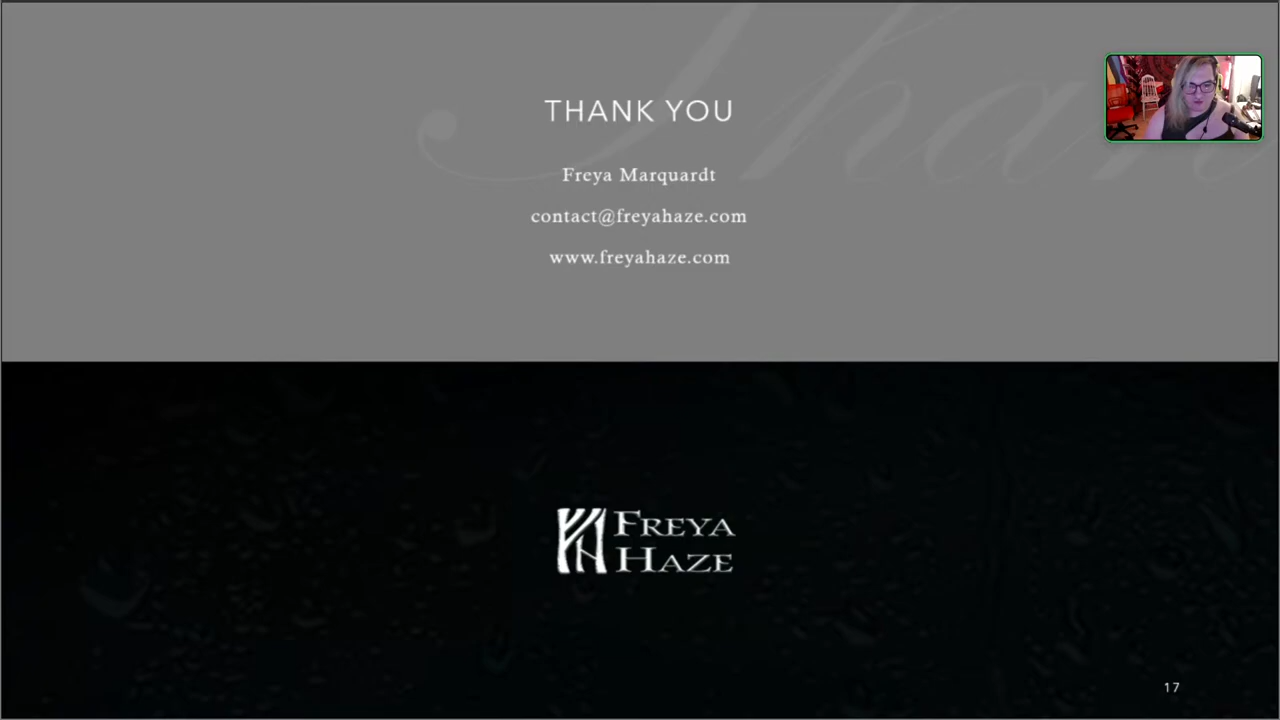 THANK YOU
Freya Marquardt
contact@freyahaze.com
www.freyahaze.com
FREYA
HAZE
17